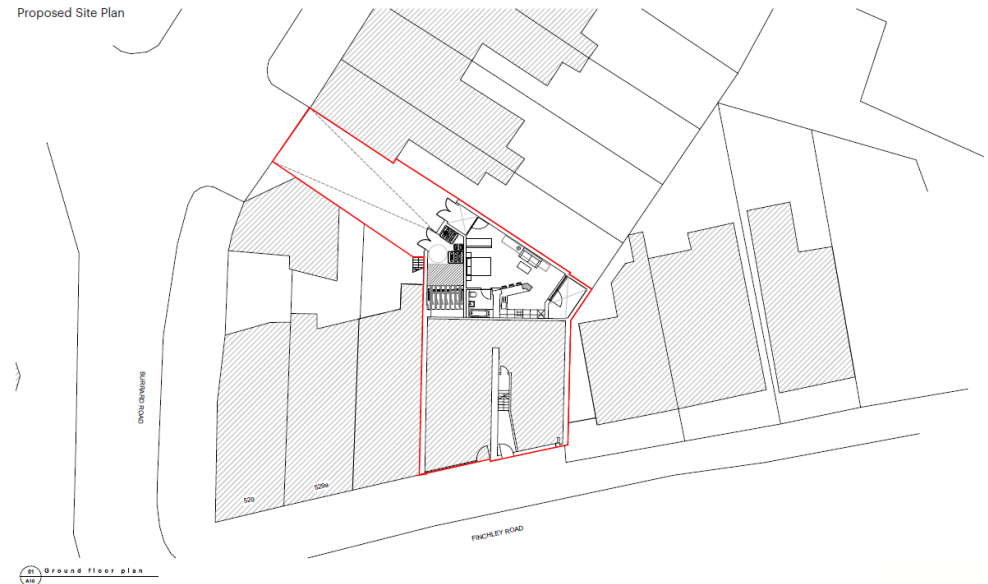 Proposed Site Plan
BURRARD ROAD
529
529a
FINCHLEY ROAD
01
A10
Ground floor plan